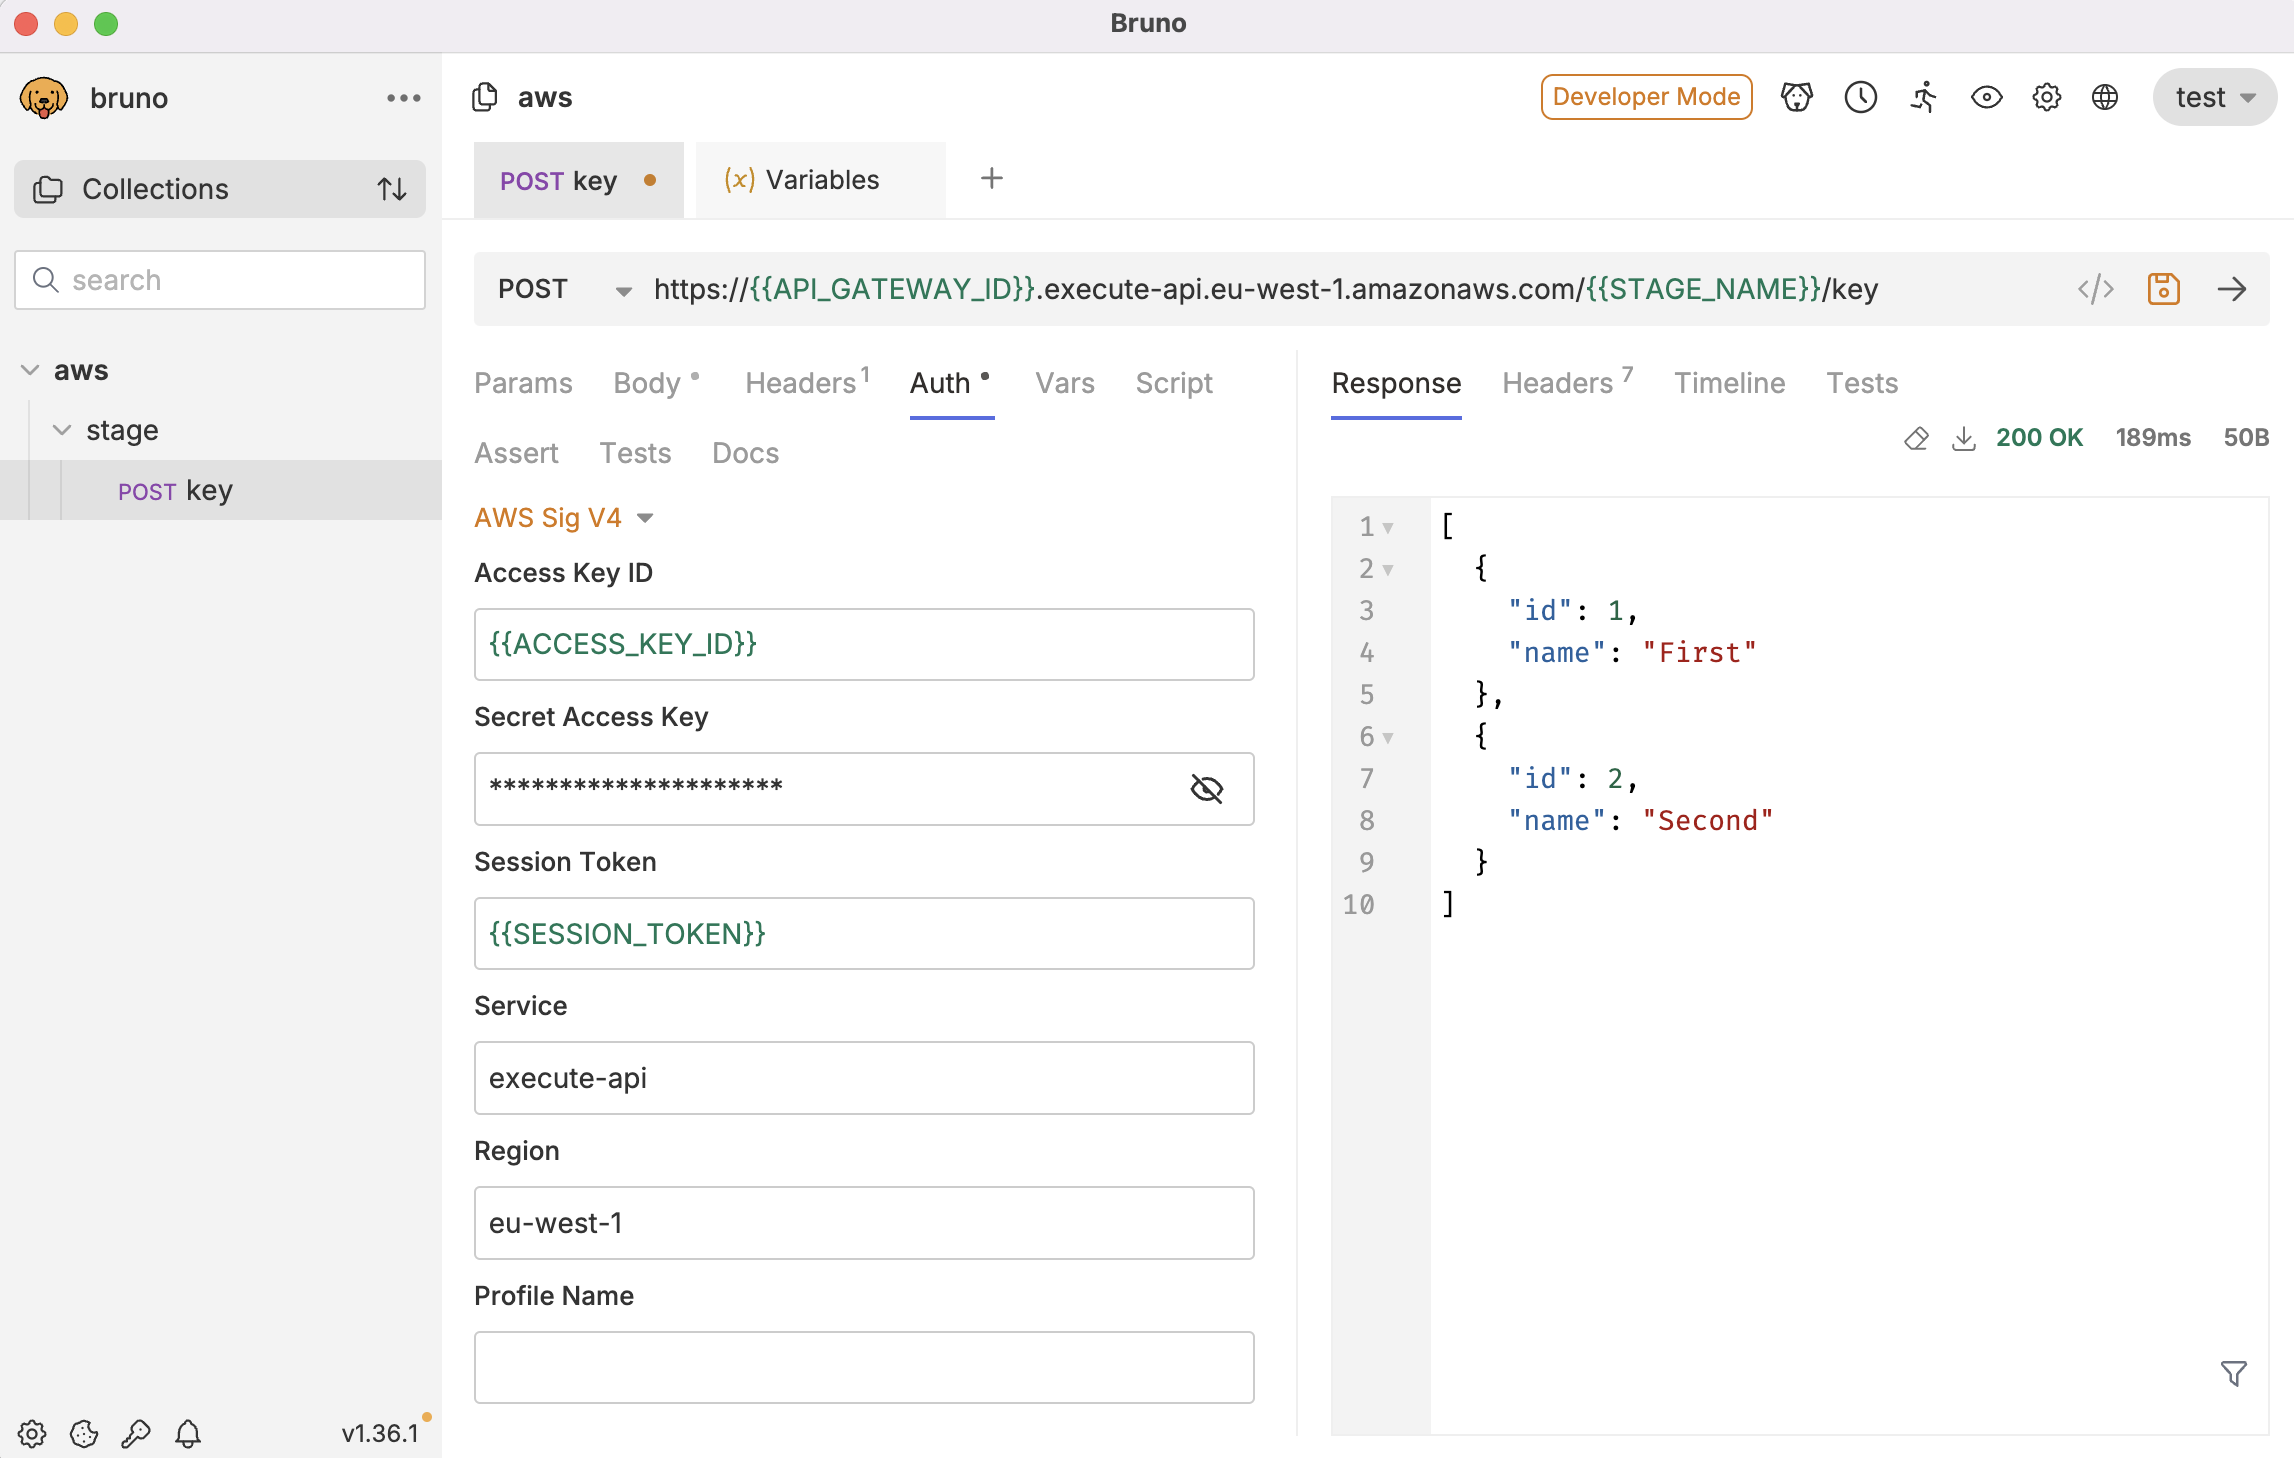 Bruno
bruno
aws
Developer Mode
test
Collections
POST key
(x) Variables
search
POST
https://{{API_GATEWAY_ID}}.execute-api.eu-west-1.amazonaws.com/{{STAGE_NAME}}/key
aws
stage
POST key
Params
Body
Headers 1
Auth
Vars
Script
Assert
Tests
Docs
AWS Sig V4
Access Key ID
{{ACCESS_KEY_ID}}
Secret Access Key
*********************
Session Token
{{SESSION_TOKEN}}
Service
execute-api
Region
eu-west-1
Profile Name
Response
Headers 7
Timeline
Tests
200 OK
189ms
50B
1 [
2 {
3 "id": 1,
4 "name": "First"
5 },
6 {
7 "id": 2,
8 "name": "Second"
9 }
10 ]
v1.36.1